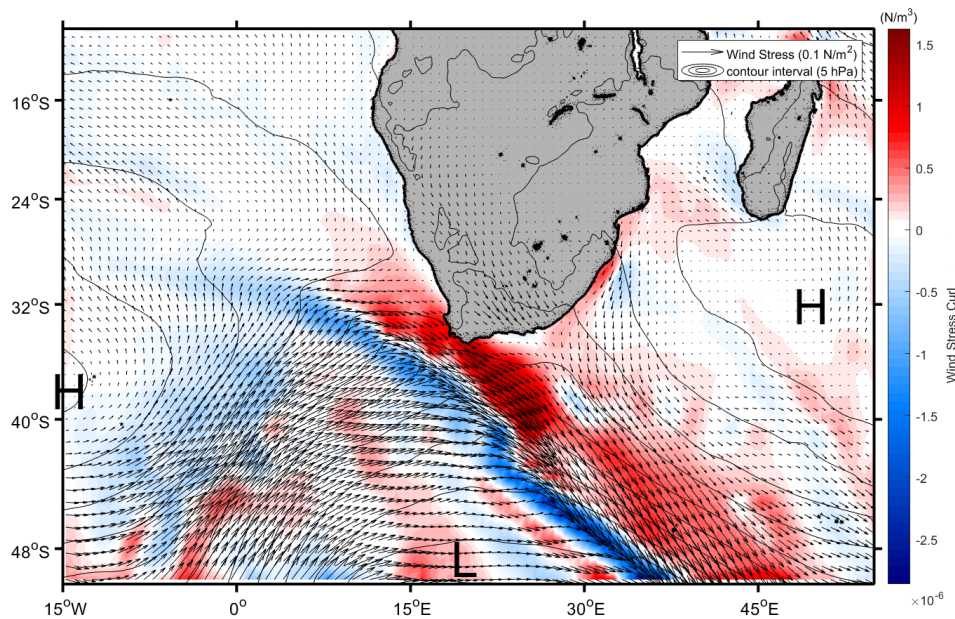 (N/m³)
Wind Stress (0.1 N/m²)
contour interval (5 hPa)
16°S
24°S
32°S
40°S
48°S
15°W
0°
15°E
30°E
45°E
H
H
L
1.5
1
0.5
0
-0.5
-1
-1.5
-2
-2.5
×10⁻⁶
Wind Stress Curl